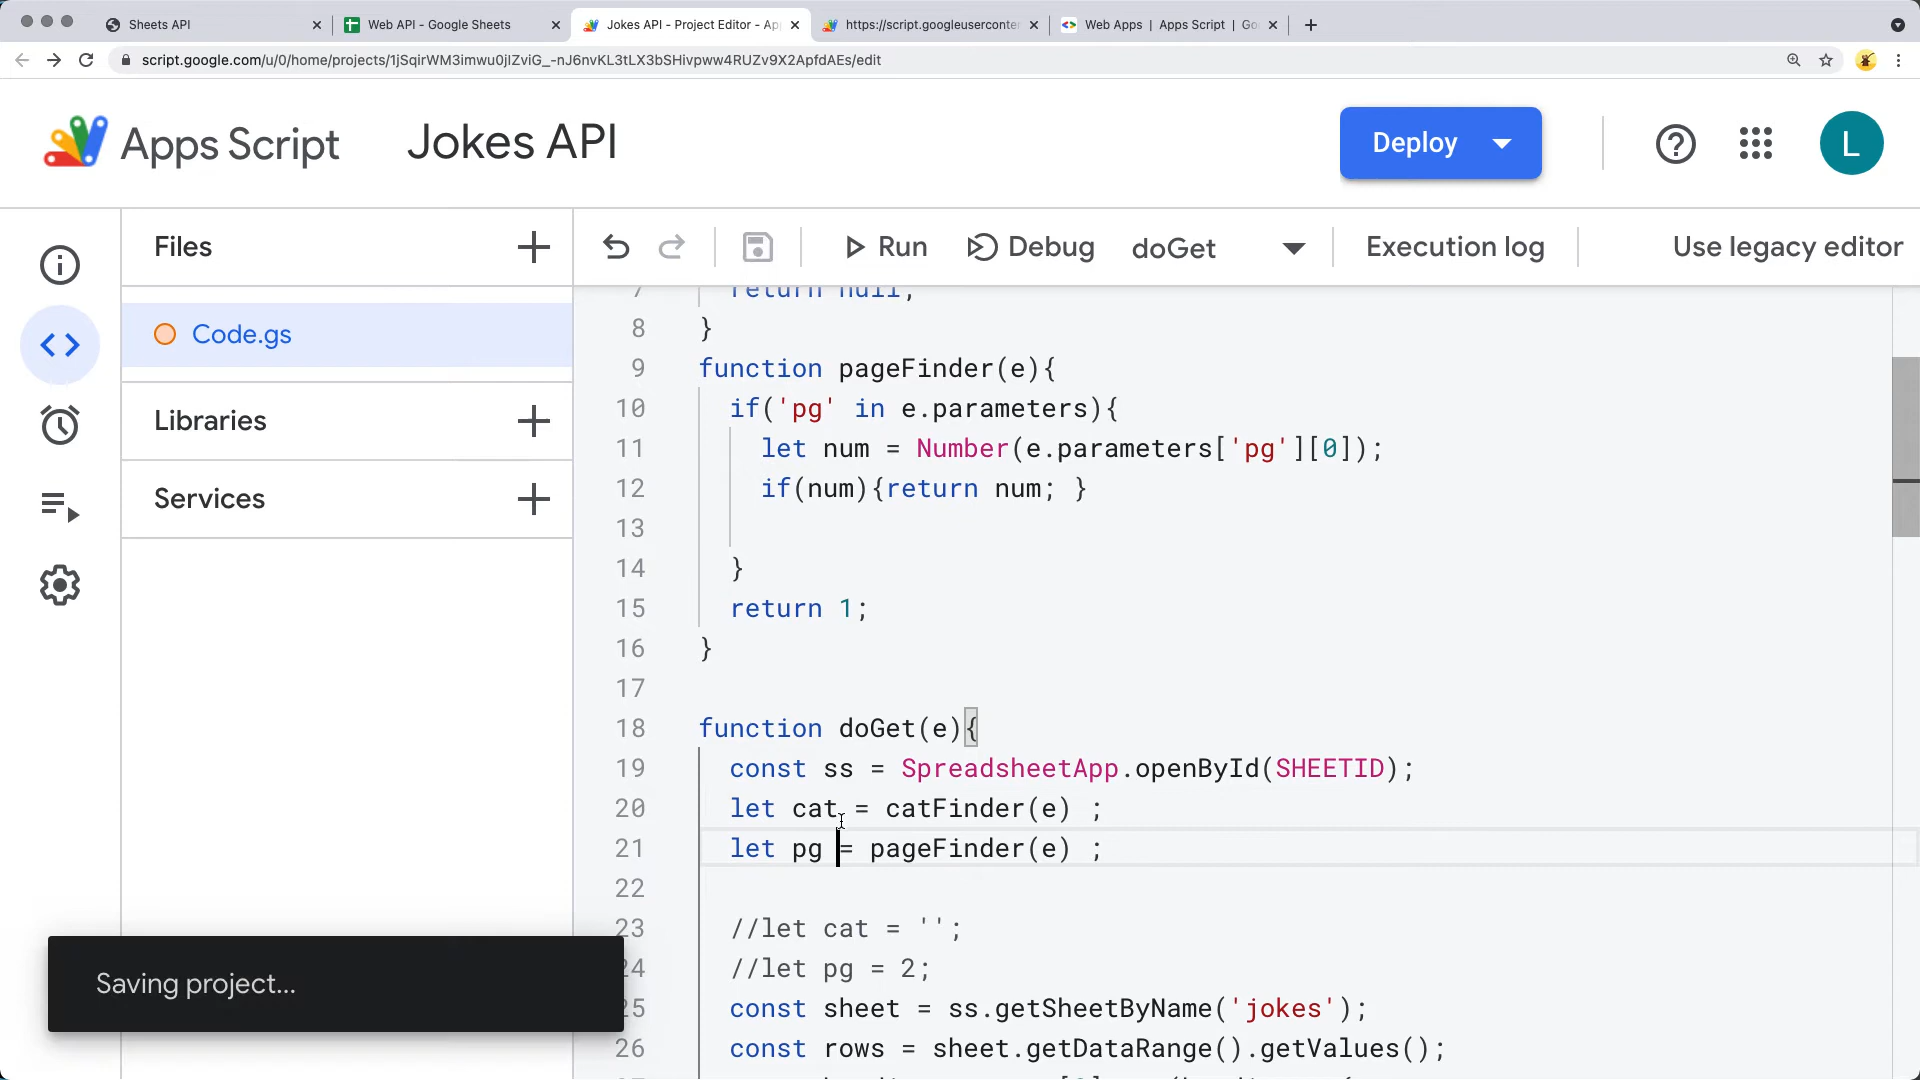 Sheets API
Web API - Google Sheets
Jokes API - Project Editor - Ap
https://script.googleuserconten
Web Apps | Apps Script | Go
script.google.com/u/0/home/projects/1jSqirWM3imwu0jIZviG_-nJ6nvKL3tLX3bSHivpww4RUZv9X2ApfdAEs/edit
Apps Script
Jokes API
Deploy
L
Files
Run
Debug
doGet
Execution log
Use legacy editor
Code.gs
Libraries
Services
7 return null;
8 }
9 function pageFinder(e){
10 if('pg' in e.parameters){
11 let num = Number(e.parameters['pg'][0]);
12 if(num){return num; }
13
14 }
15 return 1;
16 }
17
18 function doGet(e){
19 const ss = SpreadsheetApp.openById(SHEETID);
20 let cat = catFinder(e) ;
21 let pg = pageFinder(e) ;
22
23 //let cat = '';
24 //let pg = 2;
25 const sheet = ss.getSheetByName('jokes');
26 const rows = sheet.getDataRange().getValues();
Saving project...